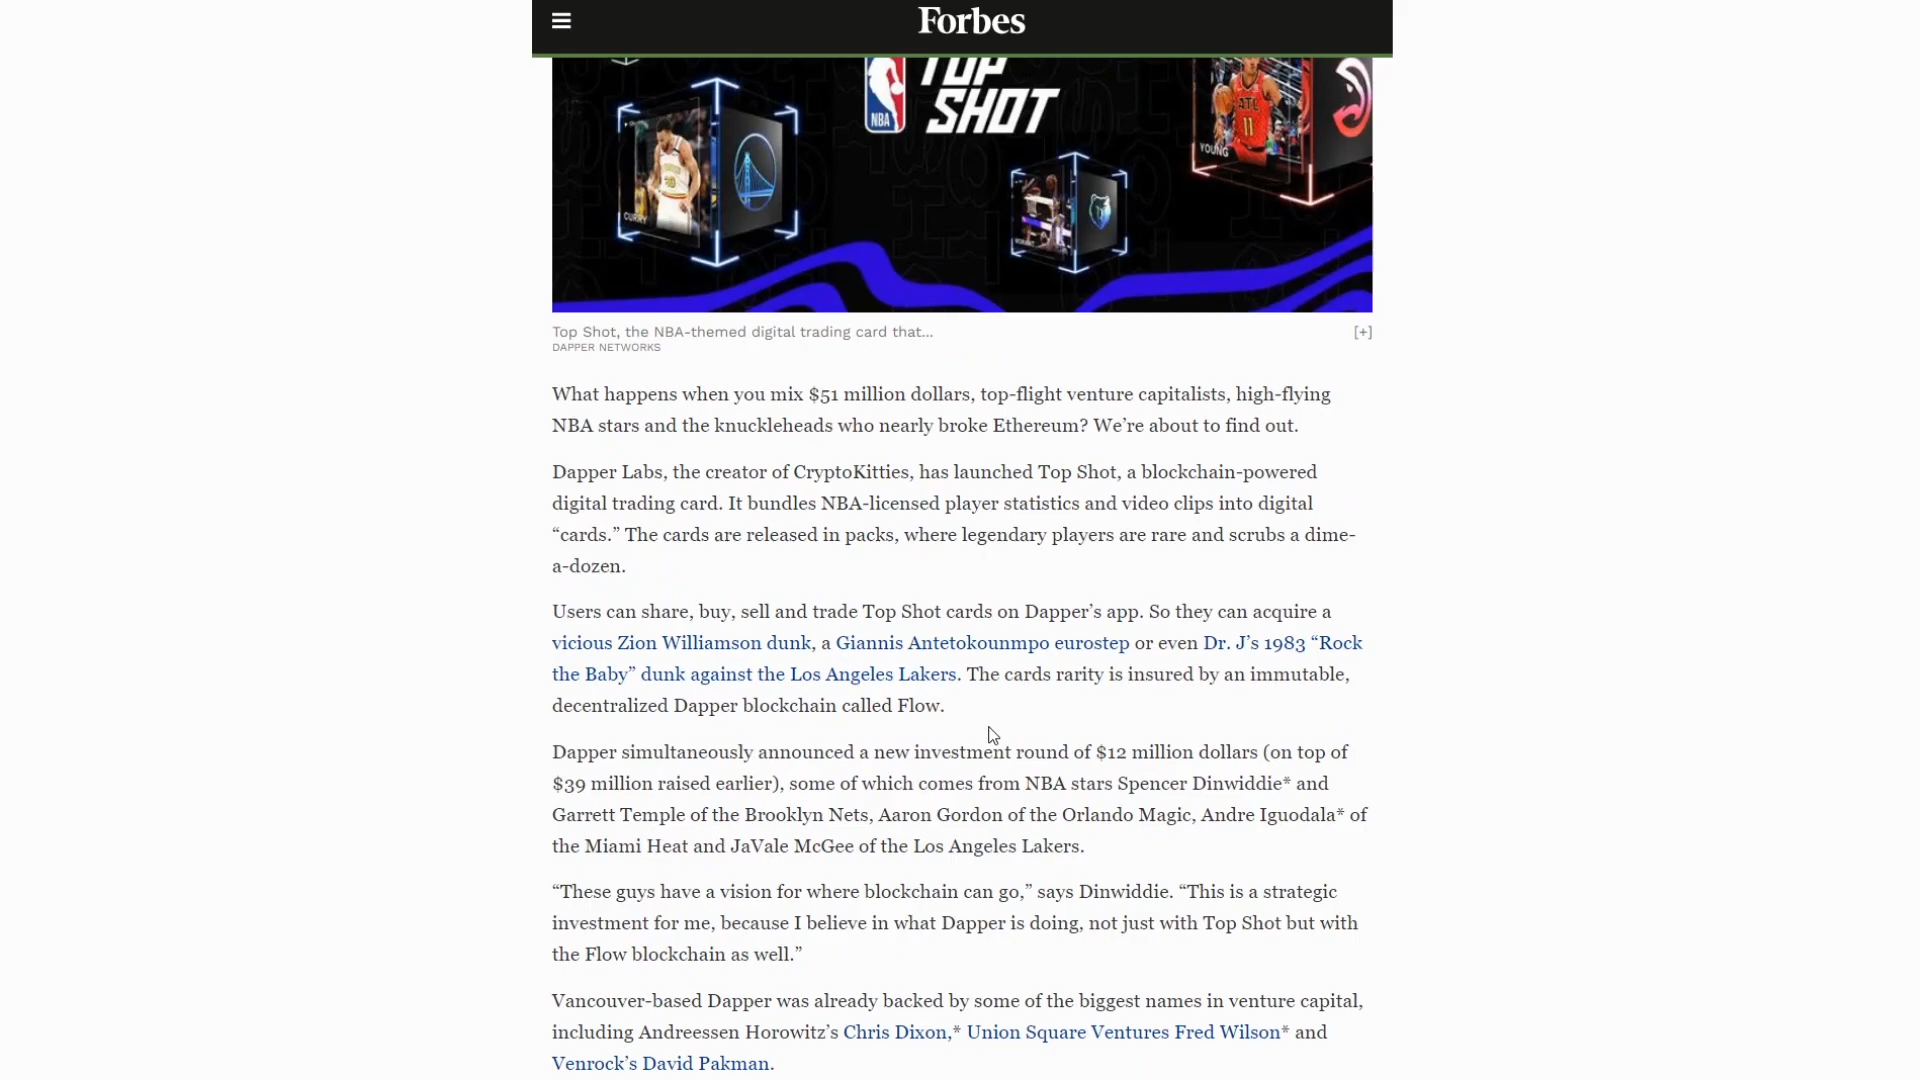 Forbes
TOP
SHOT
NBA
ATL
11
YOUNG
CURRY
30
Top Shot, the NBA-themed digital trading card that...
[+]
DAPPER NETWORKS
What happens when you mix $51 million dollars, top-flight venture capitalists, high-flying
NBA stars and the knuckleheads who nearly broke Ethereum? We’re about to find out.
Dapper Labs, the creator of CryptoKitties, has launched Top Shot, a blockchain-powered
digital trading card. It bundles NBA-licensed player statistics and video clips into digital
“cards.” The cards are released in packs, where legendary players are rare and scrubs a dime-
a-dozen.
Users can share, buy, sell and trade Top Shot cards on Dapper’s app. So they can acquire a
vicious Zion Williamson dunk, a Giannis Antetokounmpo eurostep or even Dr. J’s 1983 “Rock
the Baby” dunk against the Los Angeles Lakers. The cards rarity is insured by an immutable,
decentralized Dapper blockchain called Flow.
Dapper simultaneously announced a new investment round of $12 million dollars (on top of
$39 million raised earlier), some of which comes from NBA stars Spencer Dinwiddie* and
Garrett Temple of the Brooklyn Nets, Aaron Gordon of the Orlando Magic, Andre Iguodala* of
the Miami Heat and JaVale McGee of the Los Angeles Lakers.
“These guys have a vision for where blockchain can go,” says Dinwiddie. “This is a strategic
investment for me, because I believe in what Dapper is doing, not just with Top Shot but with
the Flow blockchain as well.”
Vancouver-based Dapper was already backed by some of the biggest names in venture capital,
including Andreessen Horowitz’s Chris Dixon,* Union Square Ventures Fred Wilson* and
Venrock’s David Pakman.